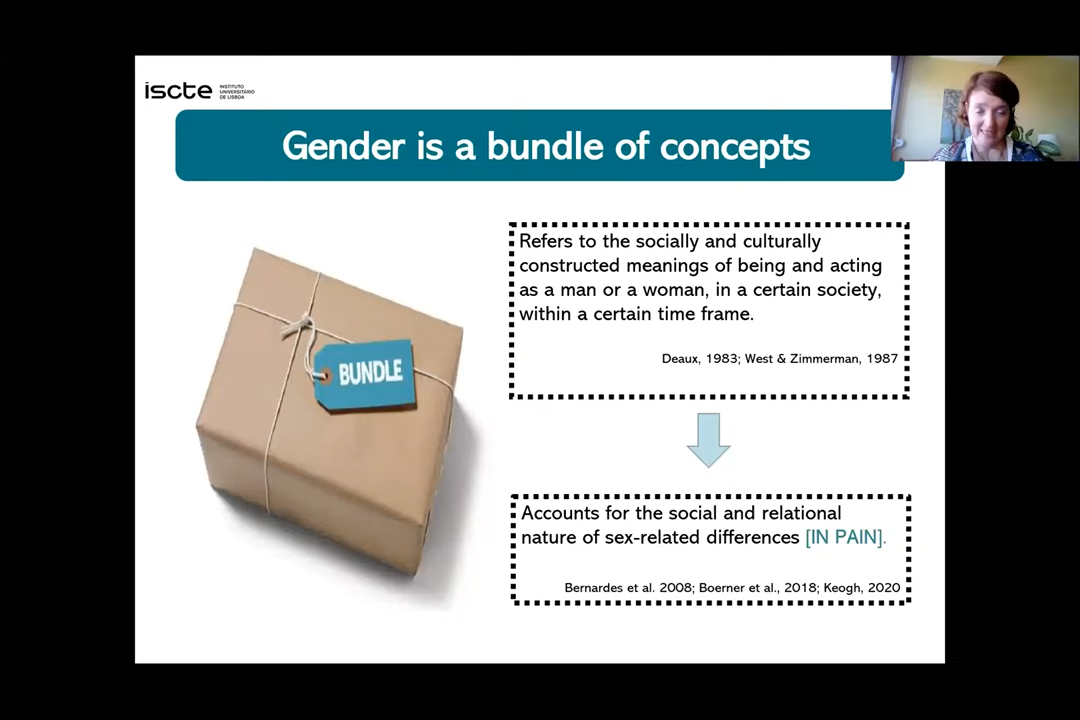 iscte
INSTITUTO
UNIVERSITÁRIO
DE LISBOA
Gender is a bundle of concepts
BUNDLE
Refers to the socially and culturally
constructed meanings of being and acting
as a man or a woman, in a certain society,
within a certain time frame.
Deaux, 1983; West & Zimmerman, 1987
Accounts for the social and relational
nature of sex-related differences [IN PAIN].
Bernardes et al. 2008; Boerner et al., 2018; Keogh, 2020